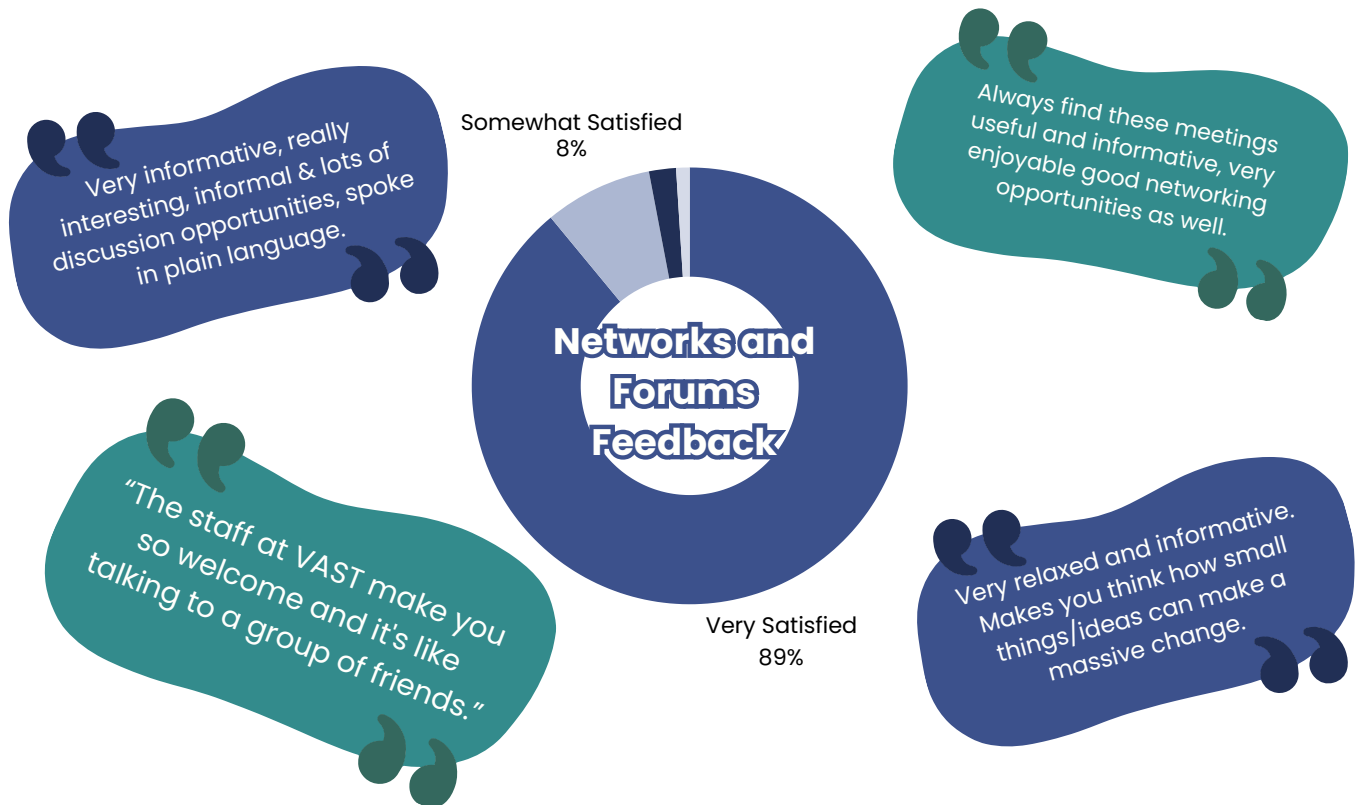 Very informative, really
interesting, informal & lots of
discussion opportunities, spoke
in plain language.
Somewhat Satisfied
8%
Always find these meetings
useful and informative, very
enjoyable good networking
opportunities as well.
Networks and
Forums
Feedback
“The staff at VAST make you
so welcome and it's like
talking to a group of friends.”
Very Satisfied
89%
Very relaxed and informative.
Makes you think how small
things/ideas can make a
massive change.